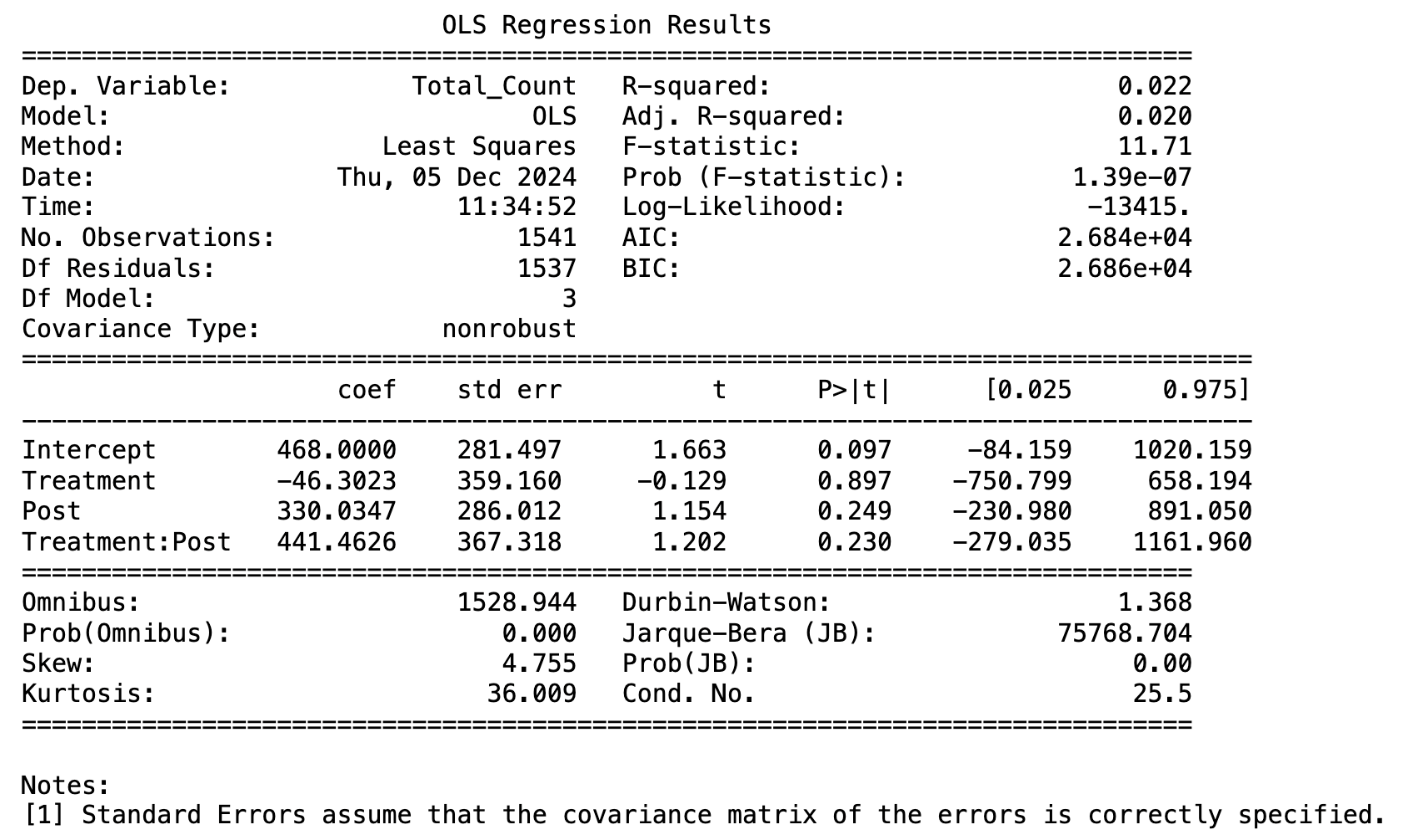 OLS Regression Results
==============================================================================
Dep. Variable: Total_Count R-squared: 0.022
Model: OLS Adj. R-squared: 0.020
Method: Least Squares F-statistic: 11.71
Date: Thu, 05 Dec 2024 Prob (F-statistic): 1.39e-07
Time: 11:34:52 Log-Likelihood: -13415.
No. Observations: 1541 AIC: 2.684e+04
Df Residuals: 1537 BIC: 2.686e+04
Df Model: 3
Covariance Type: nonrobust
==================================================================================
coef std err t P>|t| [0.025 0.975]
----------------------------------------------------------------------------------
Intercept 468.0000 281.497 1.663 0.097 -84.159 1020.159
Treatment -46.3023 359.160 -0.129 0.897 -750.799 658.194
Post 330.0347 286.012 1.154 0.249 -230.980 891.050
Treatment:Post 441.4626 367.318 1.202 0.230 -279.035 1161.960
==============================================================================
Omnibus: 1528.944 Durbin-Watson: 1.368
Prob(Omnibus): 0.000 Jarque-Bera (JB): 75768.704
Skew: 4.755 Prob(JB): 0.00
Kurtosis: 36.009 Cond. No. 25.5
==============================================================================
Notes:
[1] Standard Errors assume that the covariance matrix of the errors is correctly specified.